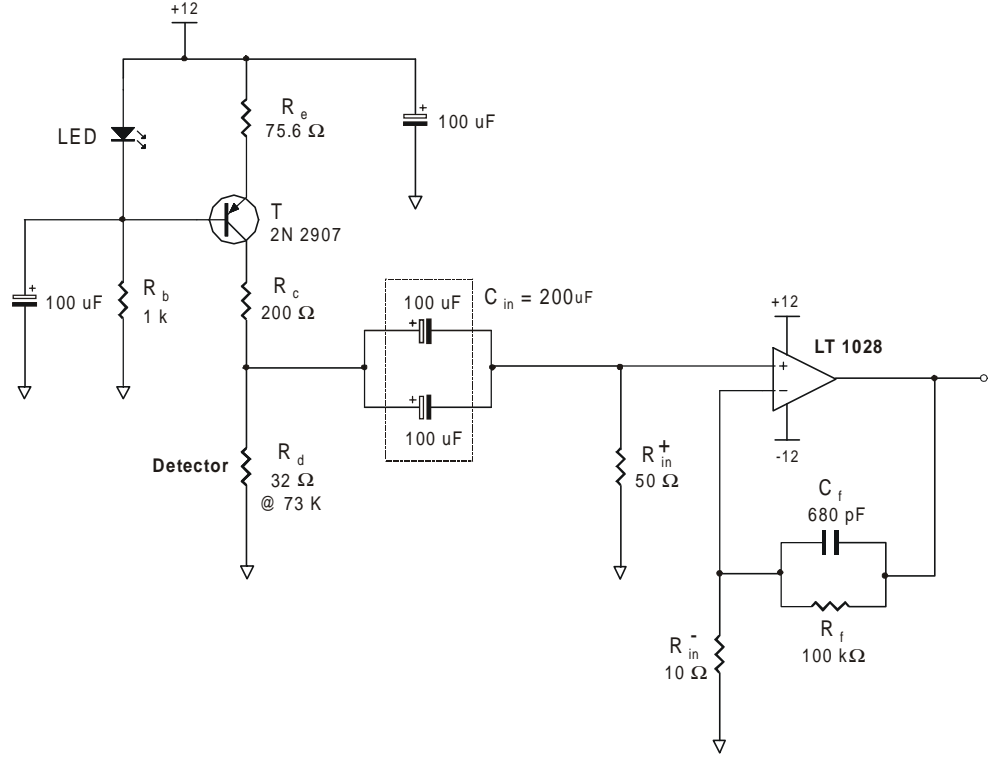 +12
LED
R e
75.6 Ω
+
100 uF
T
2N 2907
+
100 uF
R b
1 k
R c
200 Ω
100 uF
+
C in = 200uF
+
100 uF
Detector
R d
32 Ω
@ 73 K
R in +
50 Ω
+12
LT 1028
+
−
-12
C f
680 pF
R f
100 kΩ
R in -
10 Ω